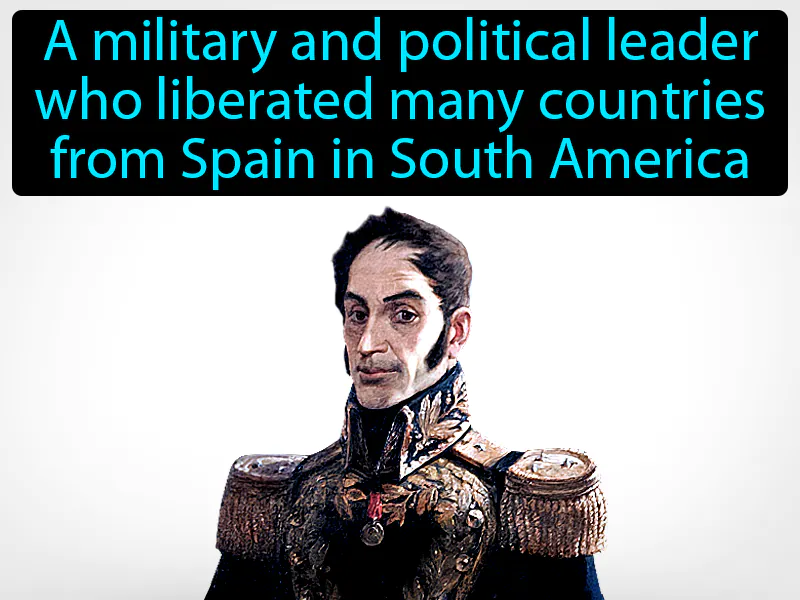 A military and political leader
who liberated many countries
from Spain in South America